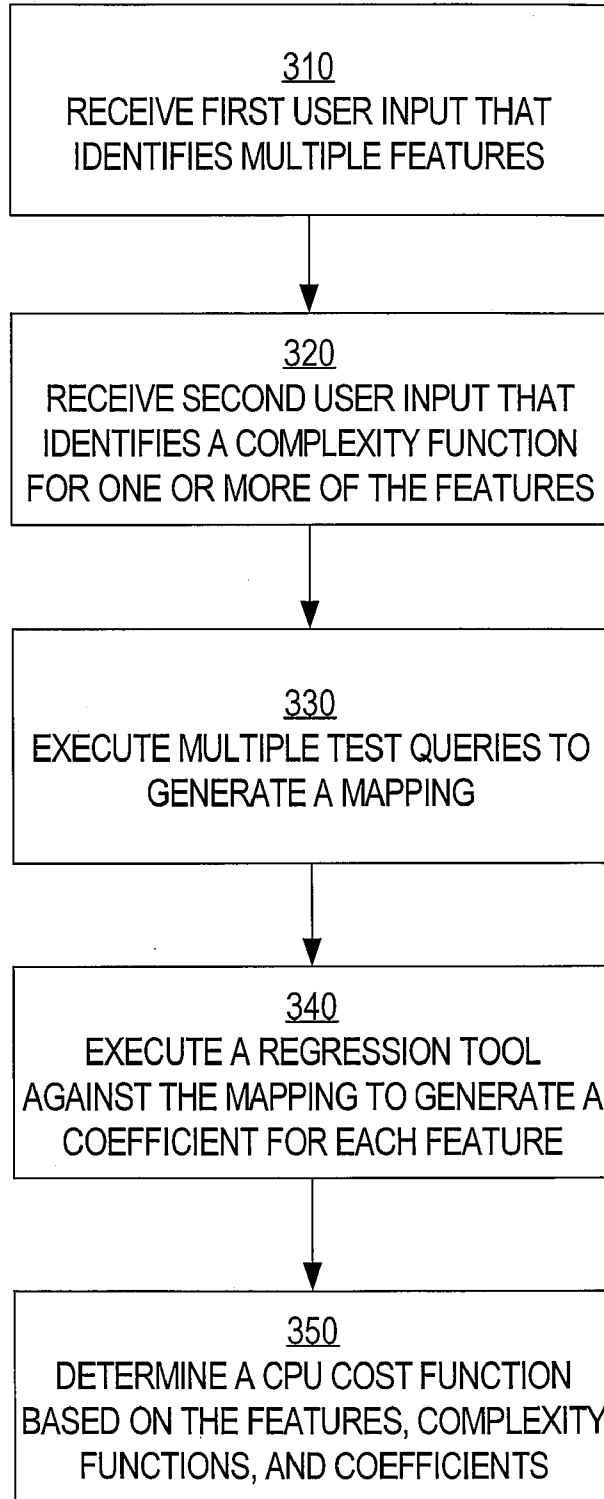 310
RECEIVE FIRST USER INPUT THAT
IDENTIFIES MULTIPLE FEATURES
320
RECEIVE SECOND USER INPUT THAT
IDENTIFIES A COMPLEXITY FUNCTION
FOR ONE OR MORE OF THE FEATURES
330
EXECUTE MULTIPLE TEST QUERIES TO
GENERATE A MAPPING
340
EXECUTE A REGRESSION TOOL
AGAINST THE MAPPING TO GENERATE A
COEFFICIENT FOR EACH FEATURE
350
DETERMINE A CPU COST FUNCTION
BASED ON THE FEATURES, COMPLEXITY
FUNCTIONS, AND COEFFICIENTS